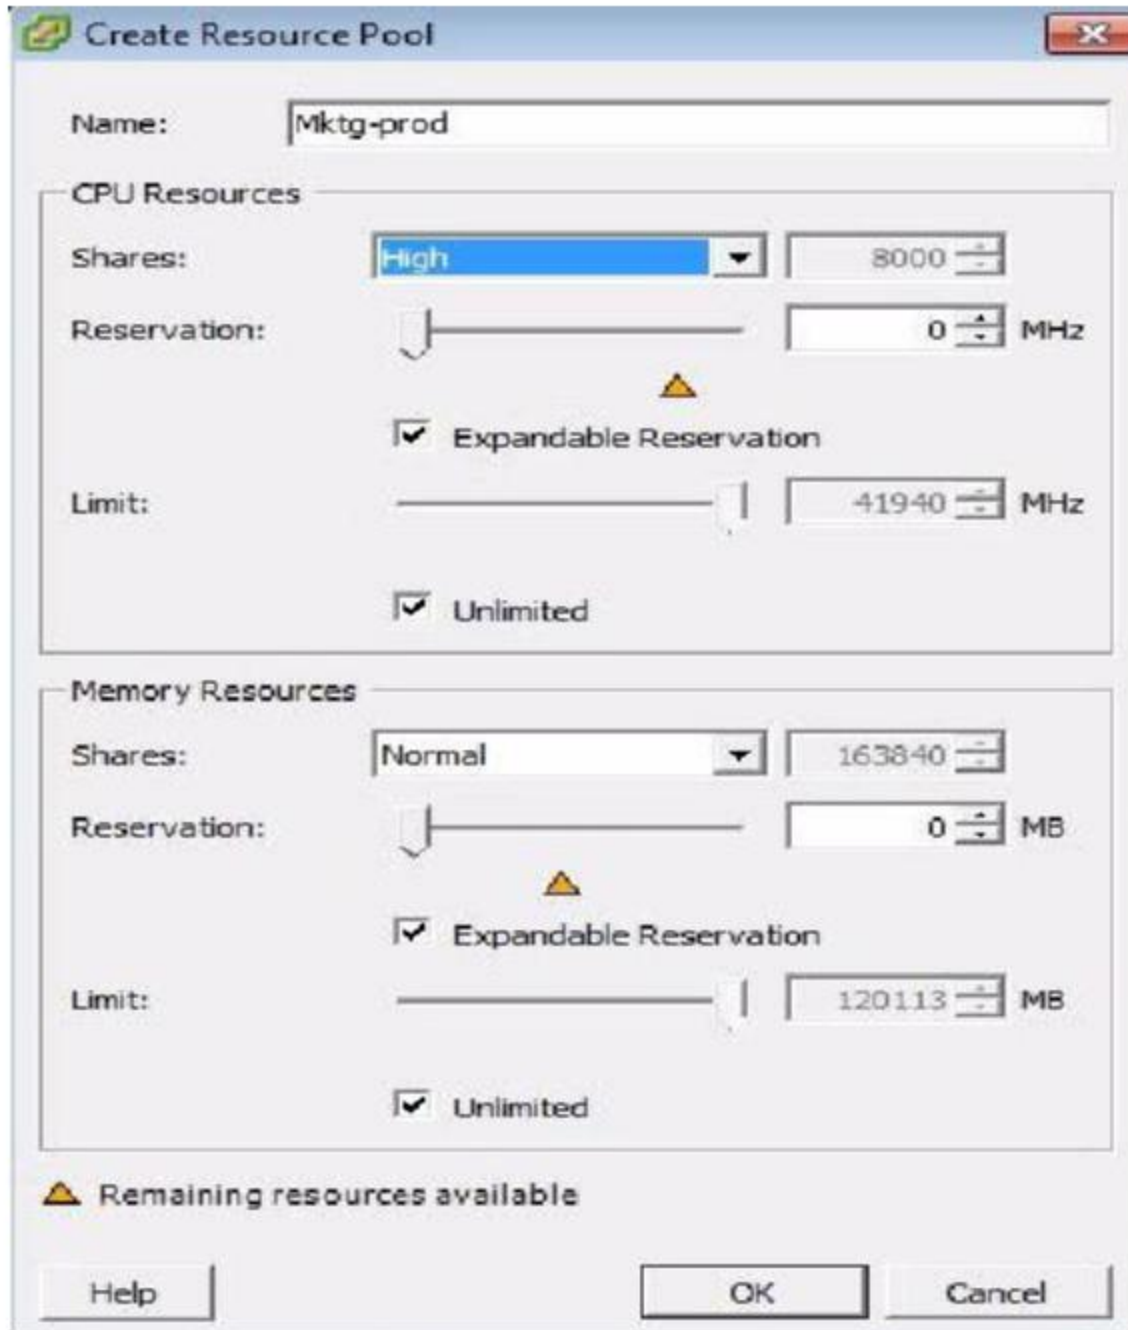 Create Resource Pool
Name: Mktg-prod
CPU Resources
Shares: High 8000
Reservation: 0 MHz
Expandable Reservation
Limit: 41940 MHz
Unlimited
Memory Resources
Shares: Normal 163840
Reservation: 0 MB
Expandable Reservation
Limit: 120113 MB
Unlimited
Remaining resources available
Help OK Cancel